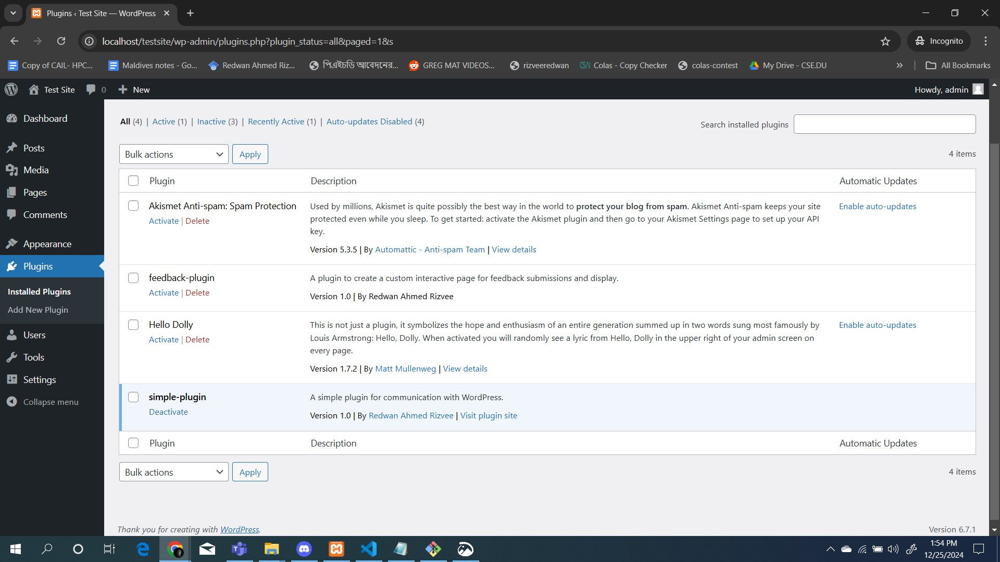 Plugins ‹ Test Site — WordPress
localhost/testsite/wp-admin/plugins.php?plugin_status=all&paged=1&s
Incognito
Copy of CAIL- HPC...
Maldives notes - Go...
Redwan Ahmed Riz...
পিএইচডি আবেদনের...
GREG MAT VIDEOS...
rizveeredwan
CSN Colas - Copy Checker
colas-contest
My Drive - CSE.DU
All Bookmarks
Test Site
0
New
Howdy, admin
Dashboard
Posts
Media
Pages
Comments
Appearance
Plugins
Installed Plugins
Add New Plugin
Users
Tools
Settings
Collapse menu
All (4) | Active (1) | Inactive (3) | Recently Active (1) | Auto-updates Disabled (4)
Search installed plugins
Bulk actions
Apply
4 items
Plugin
Description
Automatic Updates
Akismet Anti-spam: Spam Protection
Activate | Delete
Used by millions, Akismet is quite possibly the best way in the world to protect your blog from spam. Akismet Anti-spam keeps your site
protected even while you sleep. To get started: activate the Akismet plugin and then go to your Akismet Settings page to set up your API
key.
Version 5.3.5 | By Automattic - Anti-spam Team | View details
Enable auto-updates
feedback-plugin
Activate | Delete
A plugin to create a custom interactive page for feedback submissions and display.
Version 1.0 | By Redwan Ahmed Rizvee
Hello Dolly
Activate | Delete
This is not just a plugin, it symbolizes the hope and enthusiasm of an entire generation summed up in two words sung most famously by
Louis Armstrong: Hello, Dolly. When activated you will randomly see a lyric from Hello, Dolly in the upper right of your admin screen on
every page.
Version 1.7.2 | By Matt Mullenweg | View details
Enable auto-updates
simple-plugin
Deactivate
A simple plugin for communication with WordPress.
Version 1.0 | By Redwan Ahmed Rizvee | Visit plugin site
Plugin
Description
Automatic Updates
Bulk actions
Apply
4 items
Thank you for creating with WordPress.
Version 6.7.1
1:54 PM
12/25/2024